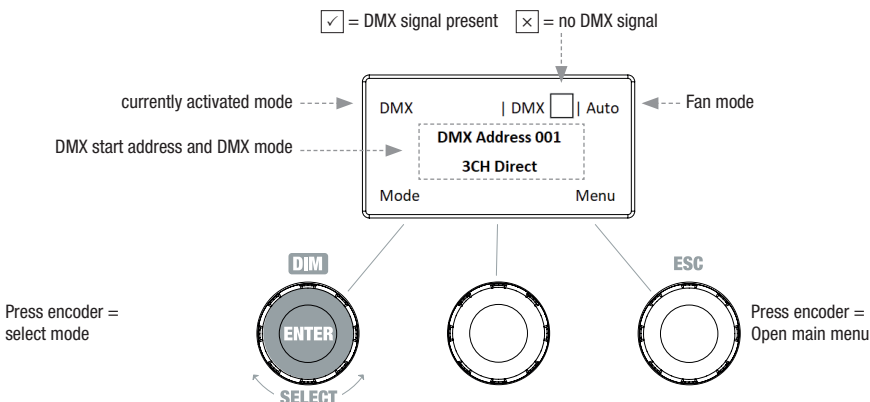 ✓ = DMX signal present × = no DMX signal
currently activated mode
DMX | DMX | Auto
Fan mode
DMX start address and DMX mode
DMX Address 001
3CH Direct
Mode Menu
DIM
ESC
Press encoder =
select mode
ENTER
SELECT
Press encoder =
Open main menu